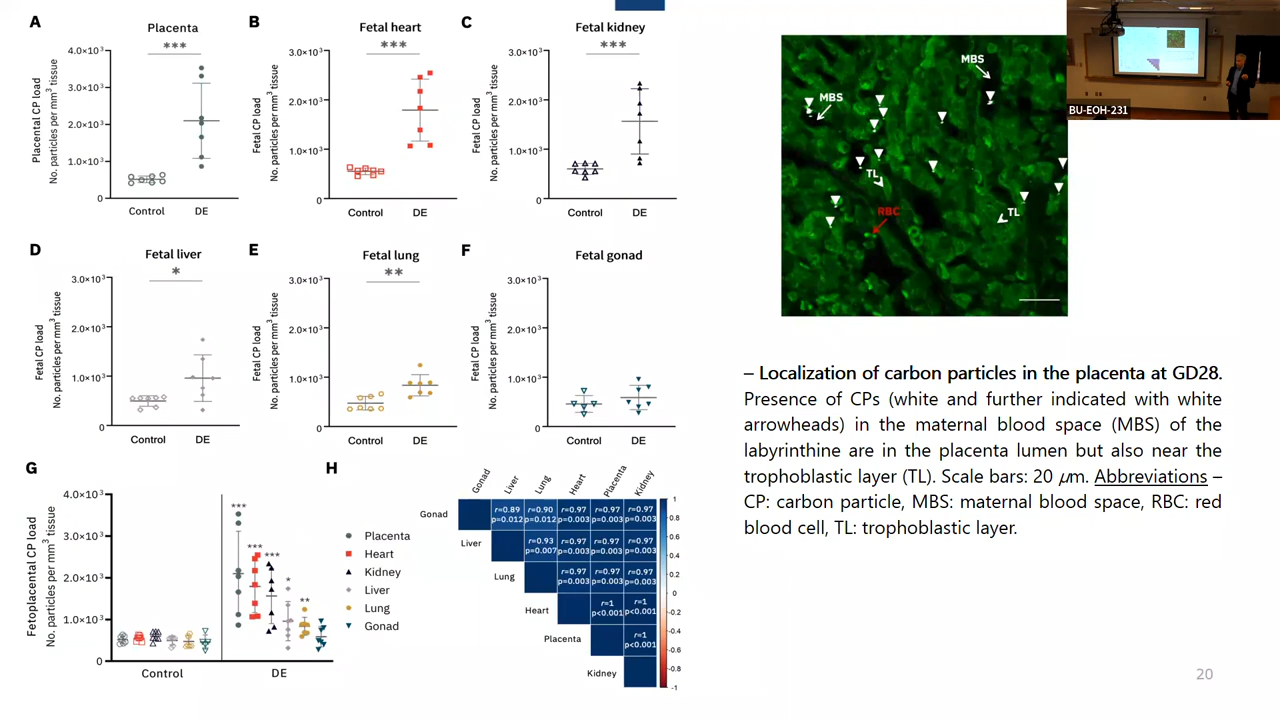 A
Placenta
***
Placental CP load
No. particles per mm³ tissue
4.0×10³
3.0×10³
2.0×10³
1.0×10³
0
Control
DE
B
Fetal heart
***
Fetal CP load
No. particles per mm³ tissue
3.0×10³
2.0×10³
1.0×10³
0
Control
DE
C
Fetal kidney
***
Fetal CP load
No. particles per mm³ tissue
3.0×10³
2.0×10³
1.0×10³
0
Control
DE
D
Fetal liver
*
Fetal CP load
No. particles per mm³ tissue
3.0×10³
2.0×10³
1.0×10³
0
Control
DE
E
Fetal lung
**
Fetal CP load
No. particles per mm³ tissue
3.0×10³
2.0×10³
1.0×10³
0
Control
DE
F
Fetal gonad
Fetal CP load
No. particles per mm³ tissue
3.0×10³
2.0×10³
1.0×10³
0
Control
DE
G
Fetoplacental CP load
No. particles per mm³ tissue
4.0×10³
3.0×10³
2.0×10³
1.0×10³
0
***
***
***
*
**
Control
DE
Placenta
Heart
Kidney
Liver
Lung
Gonad
H
Gonad
Liver
Lung
Heart
Placenta
Kidney
Gonad
r=0.89 r=0.90 r=0.97 r=0.97 r=0.97
p=0.012 p=0.012 p=0.003 p=0.003 p=0.003
Liver
r=0.93 r=0.97 r=0.97 r=0.97
p=0.007 p=0.003 p=0.003 p=0.003
Lung
r=0.97 r=0.97 r=0.97
p=0.003 p=0.003 p=0.003
Heart
r=1 r=1
p<0.001 p<0.001
Placenta
r=1
p<0.001
Kidney
1
0.8
0.6
0.4
0.2
0
-0.2
-0.4
-0.6
-0.8
-1
MBS
MBS
TL
TL
RBC
BU-EOH-231
– Localization of carbon particles in the placenta at GD28.
Presence of CPs (white and further indicated with white
arrowheads) in the maternal blood space (MBS) of the
labyrinthine are in the placenta lumen but also near the
trophoblastic layer (TL). Scale bars: 20 μm. Abbreviations –
CP: carbon particle, MBS: maternal blood space, RBC: red
blood cell, TL: trophoblastic layer.
20